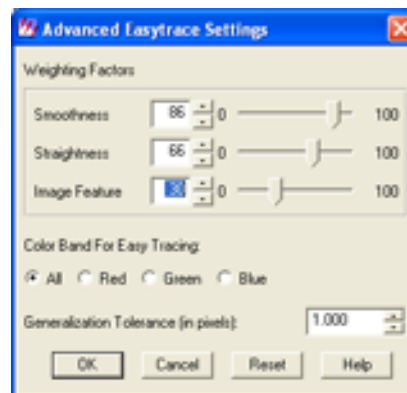 Advanced Easytrace Settings
Weighting Factors
Smoothness 86 0 100
Straightness 66 0 100
Image Feature 0 100
Color Band For Easy Tracing:
All Red Green Blue
Generalization Tolerance (in pixels): 1.000
OK Cancel Reset Help